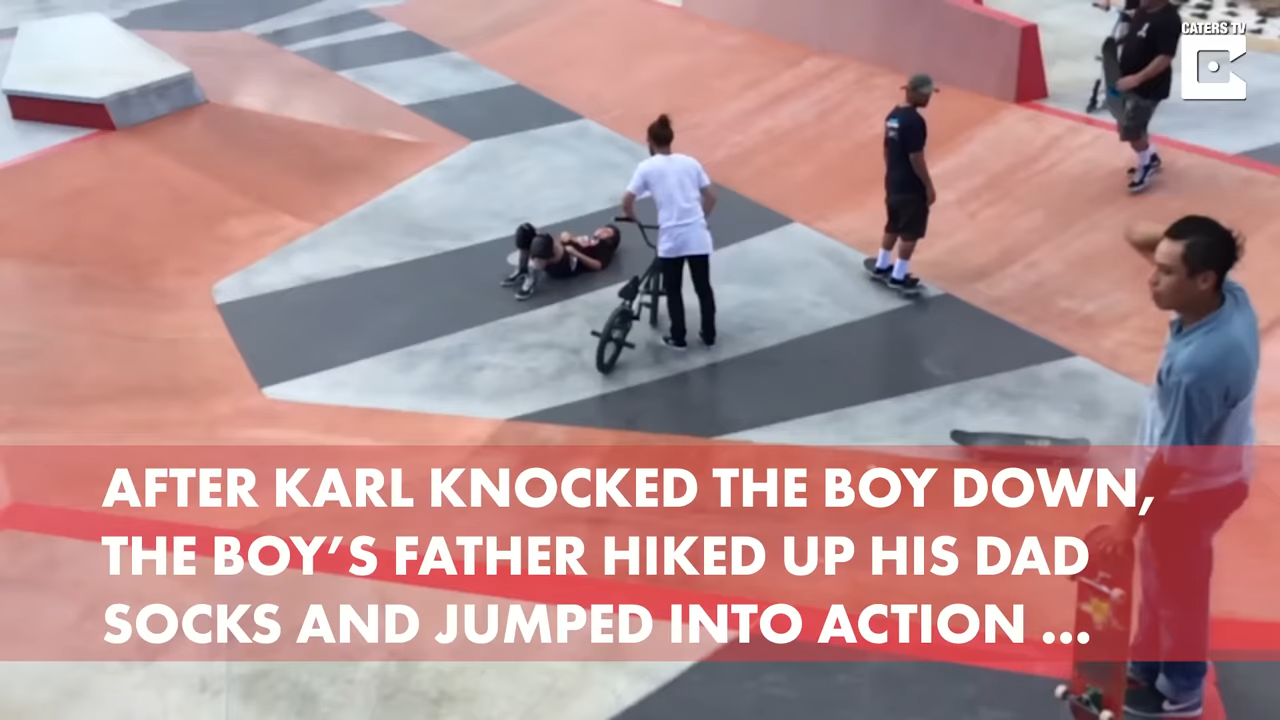 CATERS TV
AFTER KARL KNOCKED THE BOY DOWN,
THE BOY’S FATHER HIKED UP HIS DAD
SOCKS AND JUMPED INTO ACTION ...